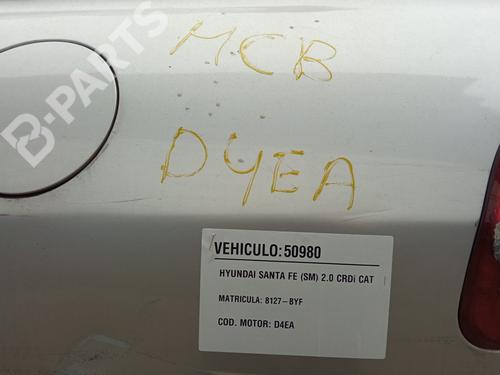 B-PARTS
MCB
D4EA
VEHICULO:50980
HYUNDAI SANTA FE (SM) 2.0 CRDi CAT
MATRICULA: 8127-BYF
COD. MOTOR: D4EA